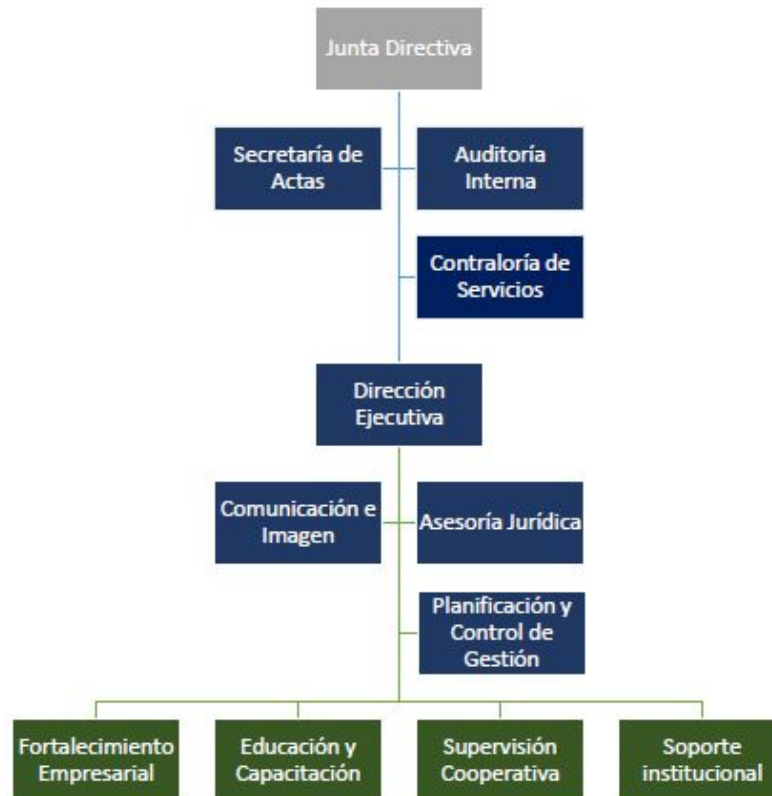 Junta Directiva
Secretaría de
Actas
Auditoría
Interna
Contraloría de
Servicios
Dirección
Ejecutiva
Comunicación e
Imagen
Asesoría Jurídica
Planificación y
Control de
Gestión
Fortalecimiento
Empresarial
Educación y
Capacitación
Supervisión
Cooperativa
Soporte
institucional